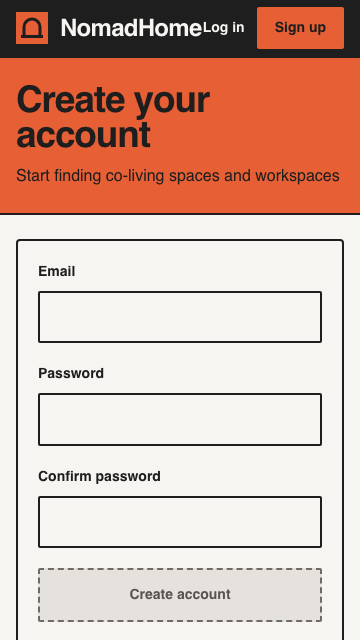 NomadHome Log in Sign up
Create your
account
Start finding co-living spaces and workspaces
Email
Password
Confirm password
Create account